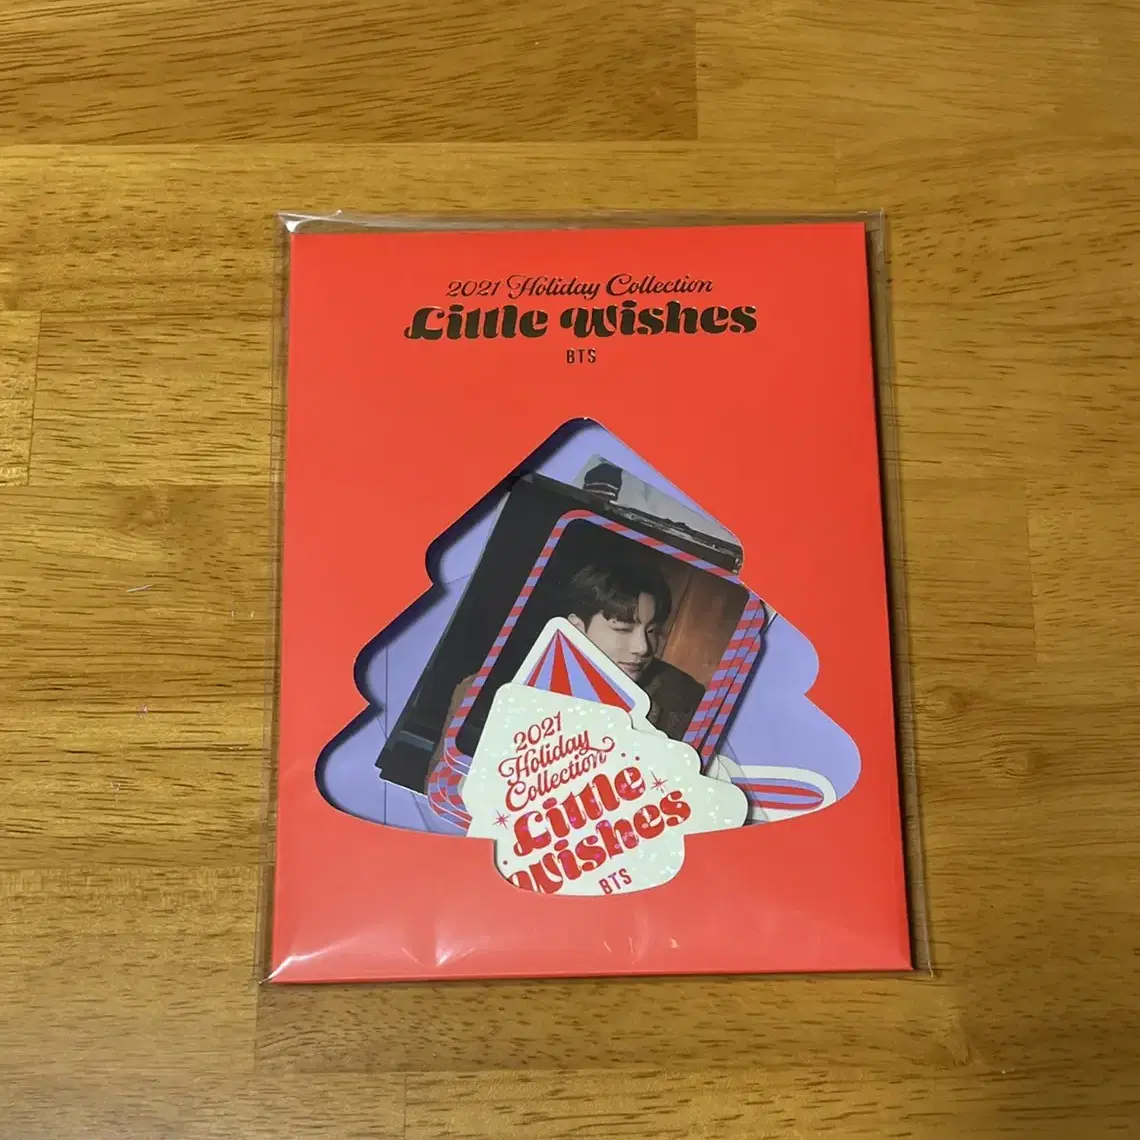 2021 Holiday Collection
Little Wishes
BTS
2021
Holiday
Collection
Little
Wishes
BTS